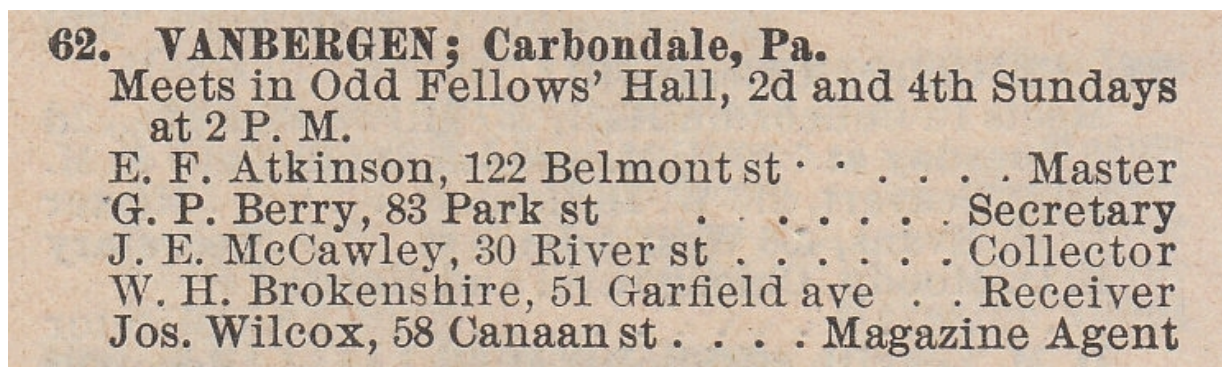 62. VANBERGEN; Carbondale, Pa.
Meets in Odd Fellows' Hall, 2d and 4th Sundays
at 2 P. M.
E. F. Atkinson, 122 Belmont st . . . . . . Master
G. P. Berry, 83 Park st . . . . . . . Secretary
J. E. McCawley, 30 River st . . . . . . Collector
W. H. Brokenshire, 51 Garfield ave . . Receiver
Jos. Wilcox, 58 Canaan st . . . . Magazine Agent